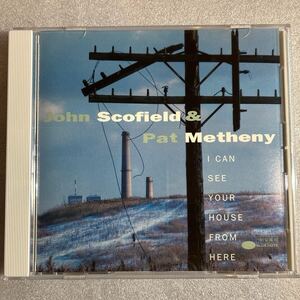 John Scofield &
Pat Metheny
I CAN
SEE
YOUR
HOUSE
FROM
HERE